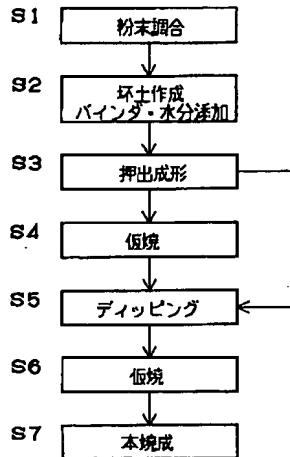 S1
粉末調合
S2
坏土作成
バインダ・水分添加
S3
押出成形
S4
仮焼
S5
ディッピング
S6
仮焼
S7
本焼成